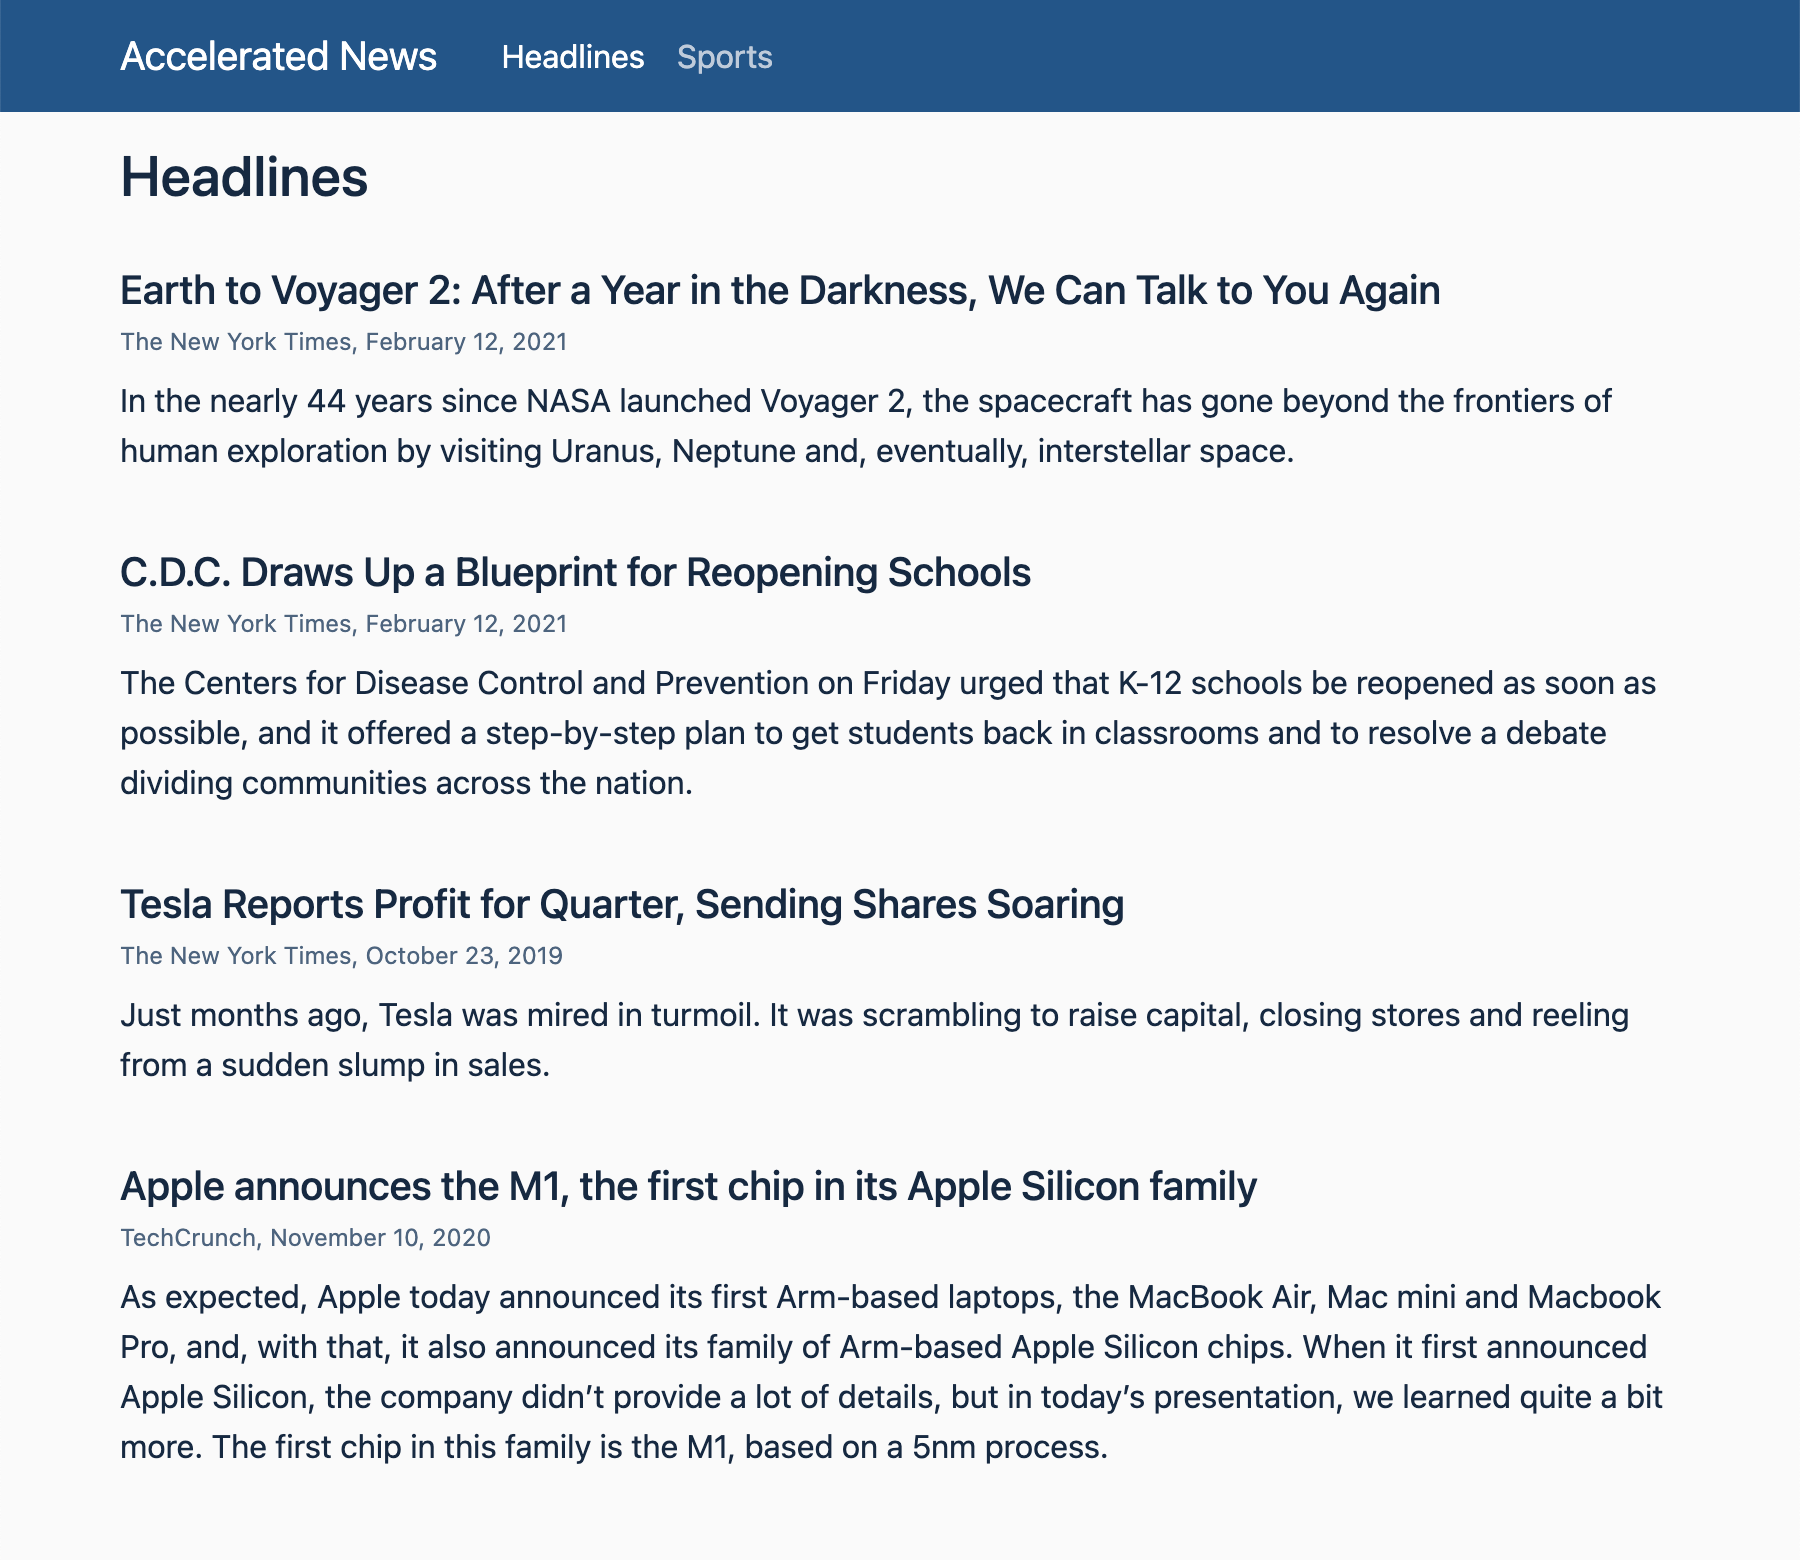 Accelerated News Headlines Sports
Headlines
Earth to Voyager 2: After a Year in the Darkness, We Can Talk to You Again
The New York Times, February 12, 2021
In the nearly 44 years since NASA launched Voyager 2, the spacecraft has gone beyond the frontiers of
human exploration by visiting Uranus, Neptune and, eventually, interstellar space.
C.D.C. Draws Up a Blueprint for Reopening Schools
The New York Times, February 12, 2021
The Centers for Disease Control and Prevention on Friday urged that K-12 schools be reopened as soon as
possible, and it offered a step-by-step plan to get students back in classrooms and to resolve a debate
dividing communities across the nation.
Tesla Reports Profit for Quarter, Sending Shares Soaring
The New York Times, October 23, 2019
Just months ago, Tesla was mired in turmoil. It was scrambling to raise capital, closing stores and reeling
from a sudden slump in sales.
Apple announces the M1, the first chip in its Apple Silicon family
TechCrunch, November 10, 2020
As expected, Apple today announced its first Arm-based laptops, the MacBook Air, Mac mini and Macbook
Pro, and, with that, it also announced its family of Arm-based Apple Silicon chips. When it first announced
Apple Silicon, the company didn’t provide a lot of details, but in today’s presentation, we learned quite a bit
more. The first chip in this family is the M1, based on a 5nm process.